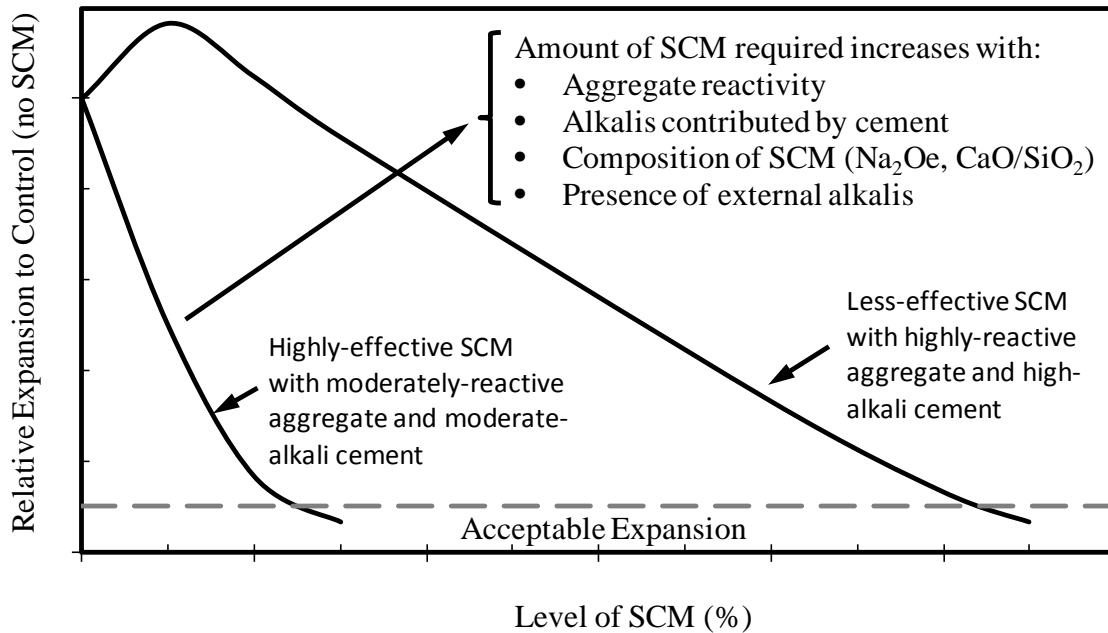 Relative Expansion to Control (no SCM)
Amount of SCM required increases with:
• Aggregate reactivity
• Alkalis contributed by cement
• Composition of SCM (Na₂Oe, CaO/SiO₂)
• Presence of external alkalis
Highly-effective SCM
with moderately-reactive
aggregate and moderate-
alkali cement
Less-effective SCM
with highly-reactive
aggregate and high-
alkali cement
Acceptable Expansion
Level of SCM (%)